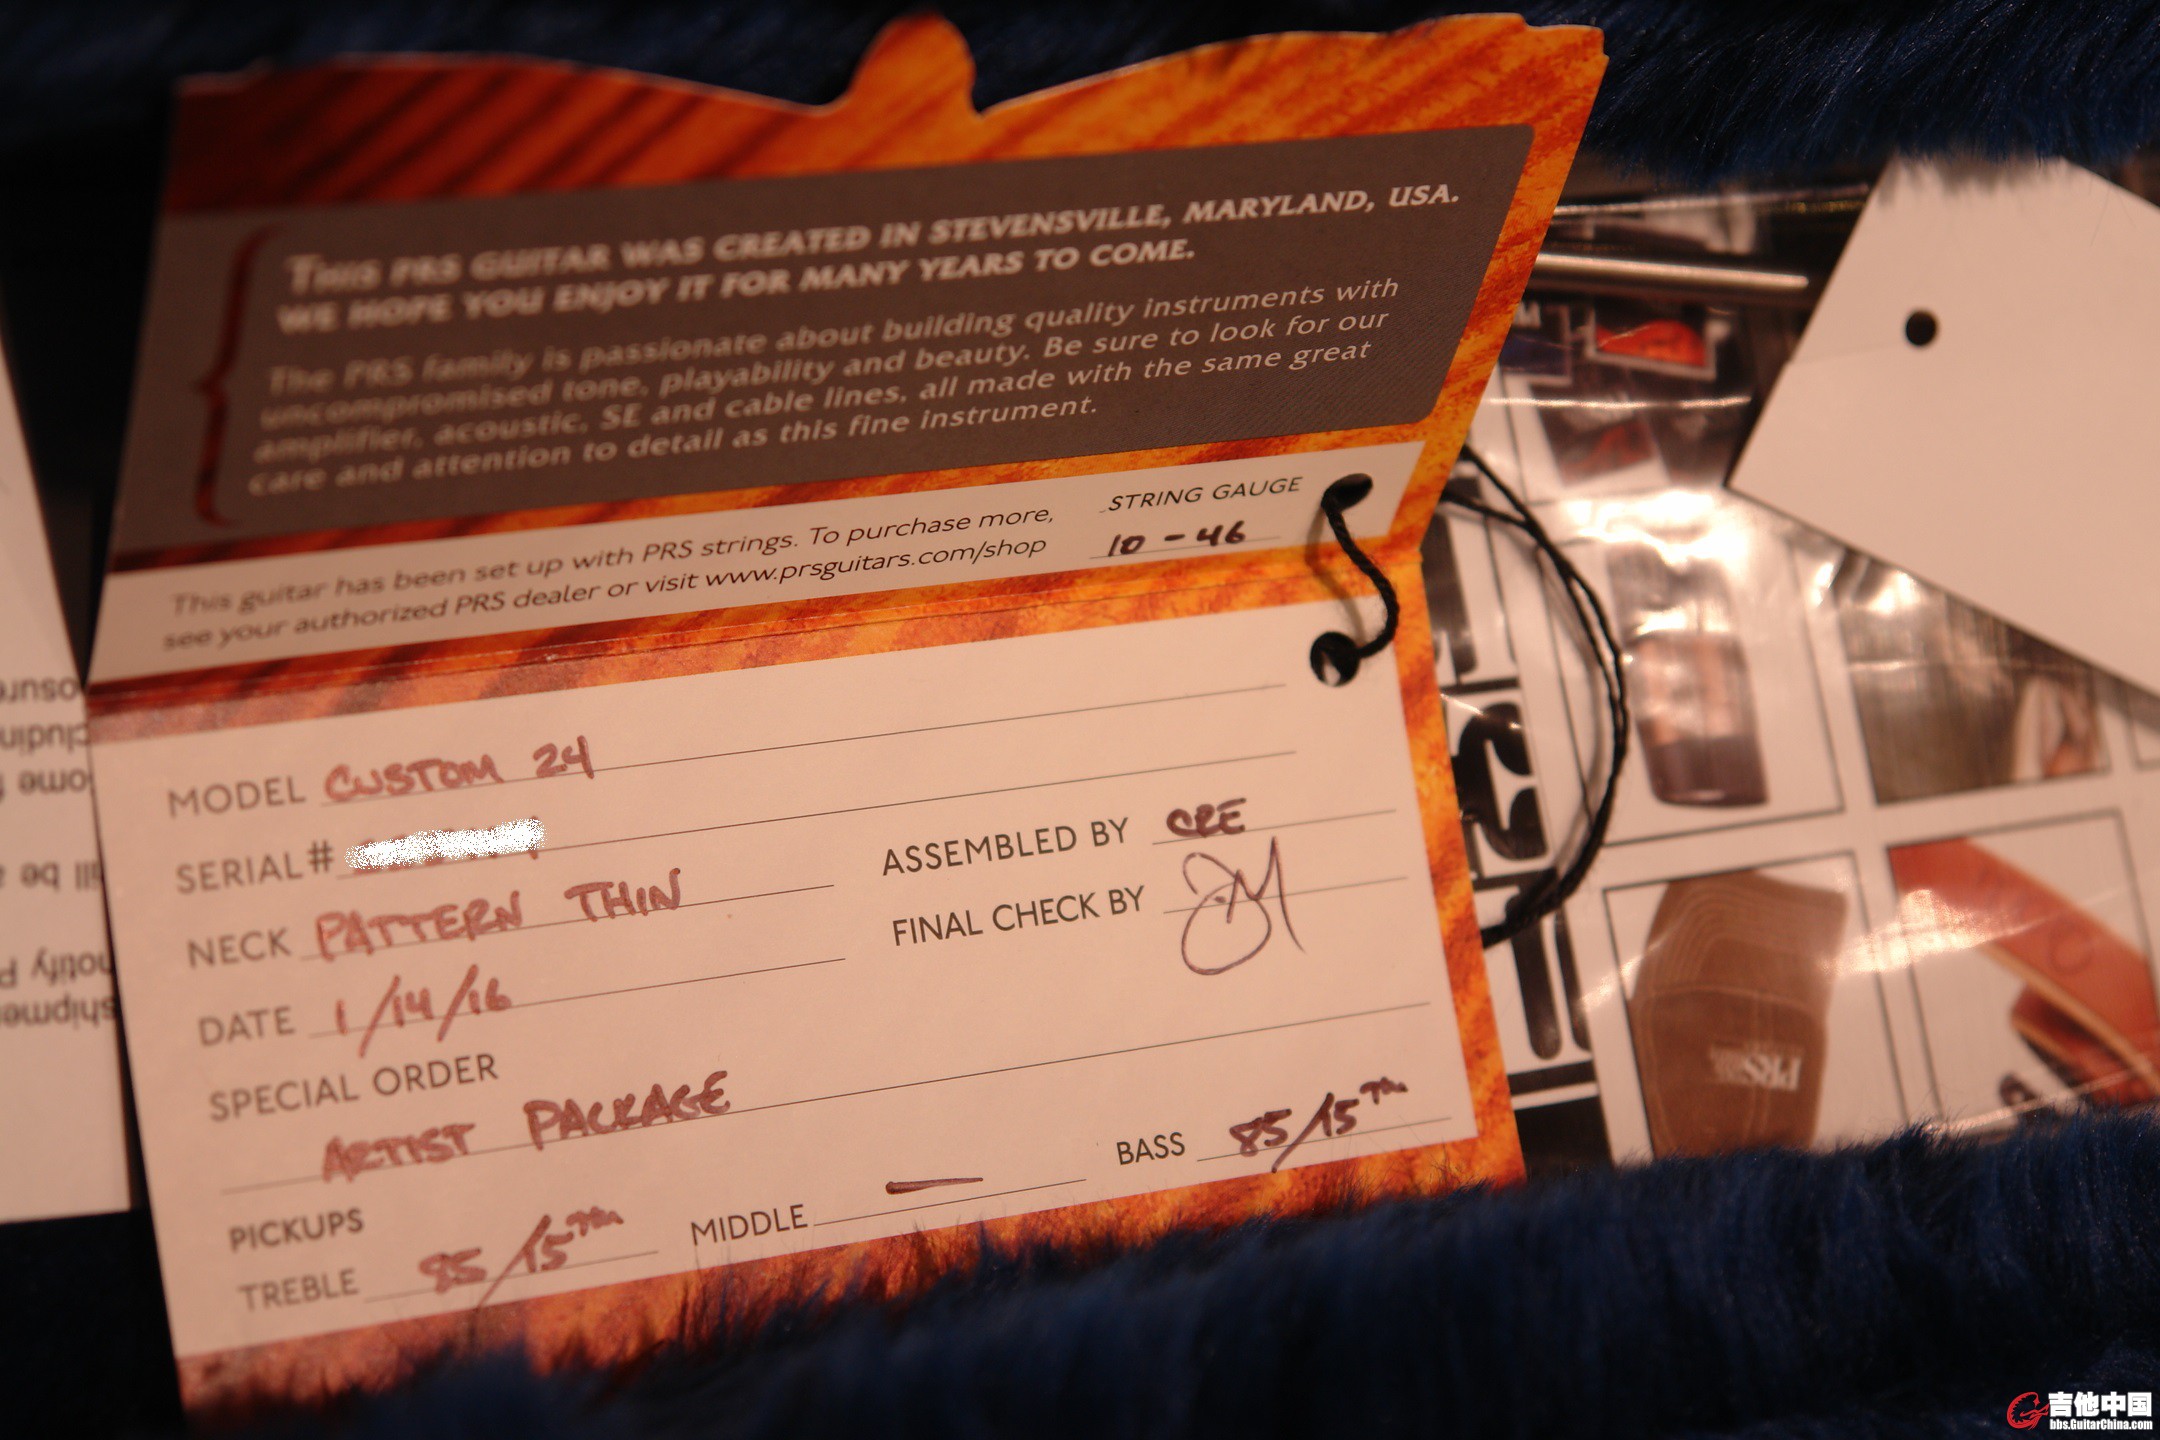 THIS PRS GUITAR WAS CREATED IN STEVENSVILLE, MARYLAND, USA.
WE HOPE YOU ENJOY IT FOR MANY YEARS TO COME.
The PRS family is passionate about building quality instruments with
uncompromised tone, playability and beauty. Be sure to look for our
amplifier, acoustic, SE and cable lines, all made with the same great
care and attention to detail as this fine instrument.
This guitar has been set up with PRS strings. To purchase more,
see your authorized PRS dealer or visit www.prsguitars.com/shop
STRING GAUGE
10 - 46
MODEL CUSTOM 24
SERIAL #
NECK PATTERN THIN
DATE 1/14/16
ASSEMBLED BY CRE
FINAL CHECK BY JM
SPECIAL ORDER
ARTIST PACKAGE
PICKUPS
TREBLE 85/15TH
MIDDLE —
BASS 85/15TH
notify P
ill be a
PRS
吉他中国
bbs.GuitarChina.com